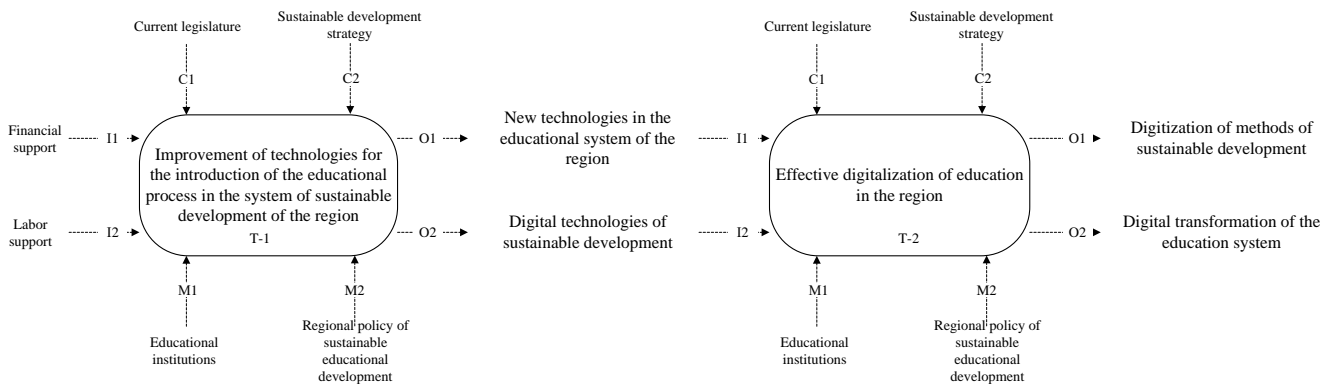 Current legislature
Sustainable development
strategy
C1
C2
Financial
support
I1
Labor
support
I2
Improvement of technologies for
the introduction of the educational
process in the system of sustainable
development of the region
T-1
O1
O2
M1
M2
Educational
institutions
Regional policy of
sustainable
educational
development
New technologies in the
educational system of the
region
Digital technologies of
sustainable development
Current legislature
Sustainable development
strategy
C1
C2
I1
I2
Effective digitalization of education
in the region
T-2
O1
O2
M1
M2
Educational
institutions
Regional policy of
sustainable
educational
development
Digitization of methods of
sustainable development
Digital transformation of the
education system